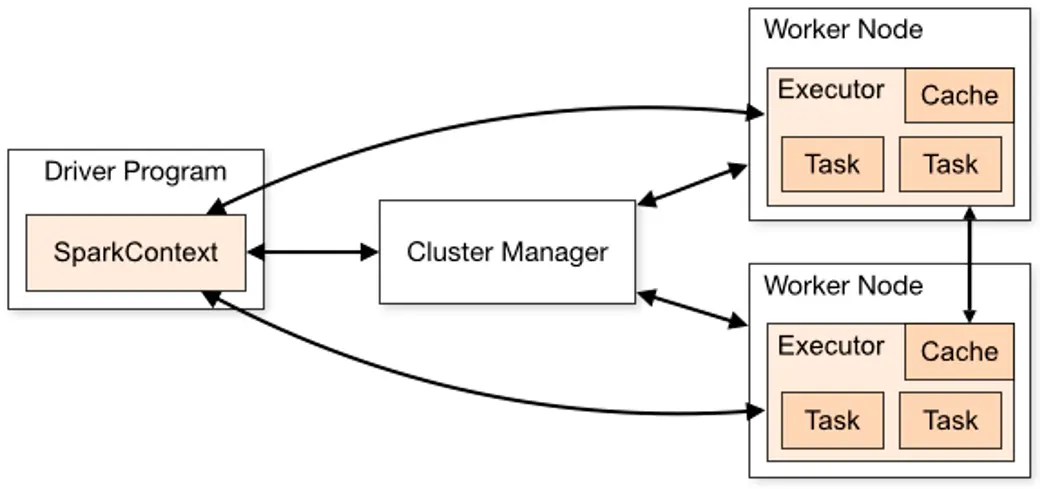 Driver Program
SparkContext
Cluster Manager
Worker Node
Executor
Cache
Task
Task
Worker Node
Executor
Cache
Task
Task